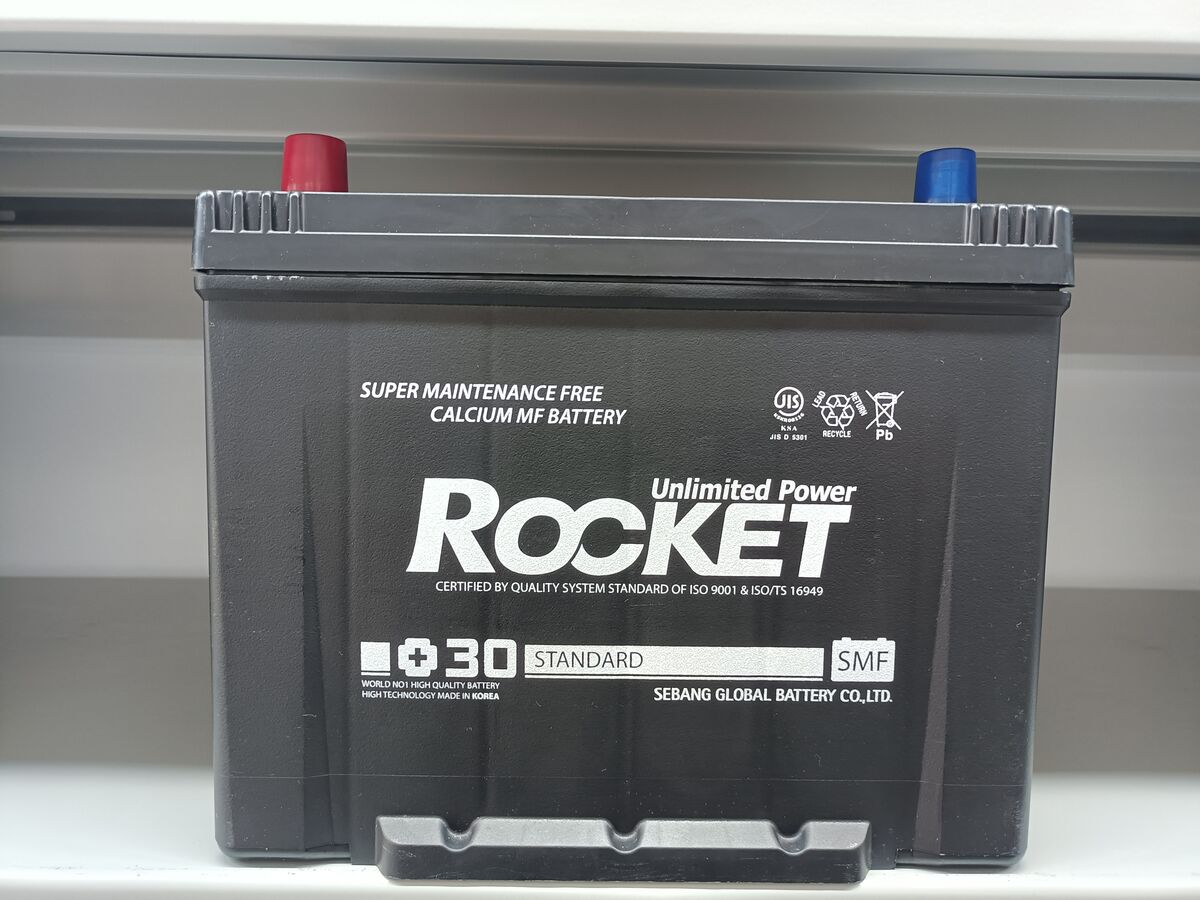 SUPER MAINTENANCE FREE
CALCIUM MF BATTERY
JIS
KSA
JIS D 5301
LEAD RETURN
RECYCLE
Pb
Unlimited Power
ROCKET
CERTIFIED BY QUALITY SYSTEM STANDARD OF ISO 9001 & ISO/TS 16949
+30 STANDARD SMF
WORLD NO1 HIGH QUALITY BATTERY
HIGH TECHNOLOGY MADE IN KOREA
SEBANG GLOBAL BATTERY CO.,LTD.